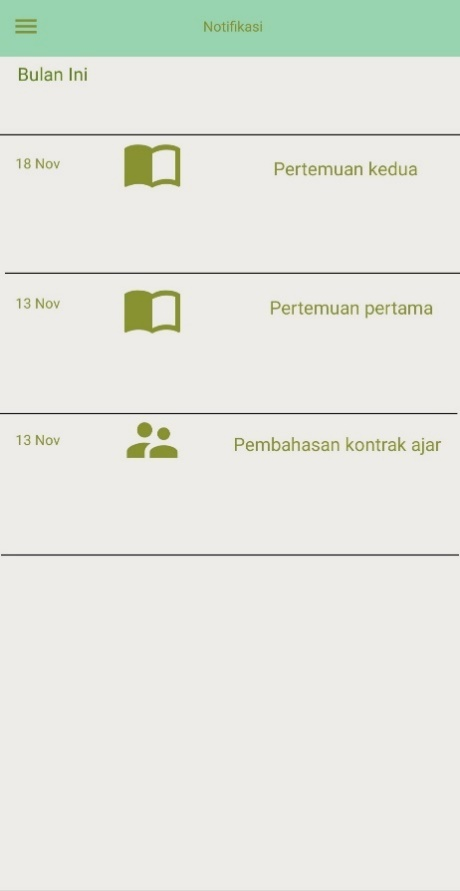 Notifikasi
Bulan Ini
18 Nov
Pertemuan kedua
13 Nov
Pertemuan pertama
13 Nov
Pembahasan kontrak ajar